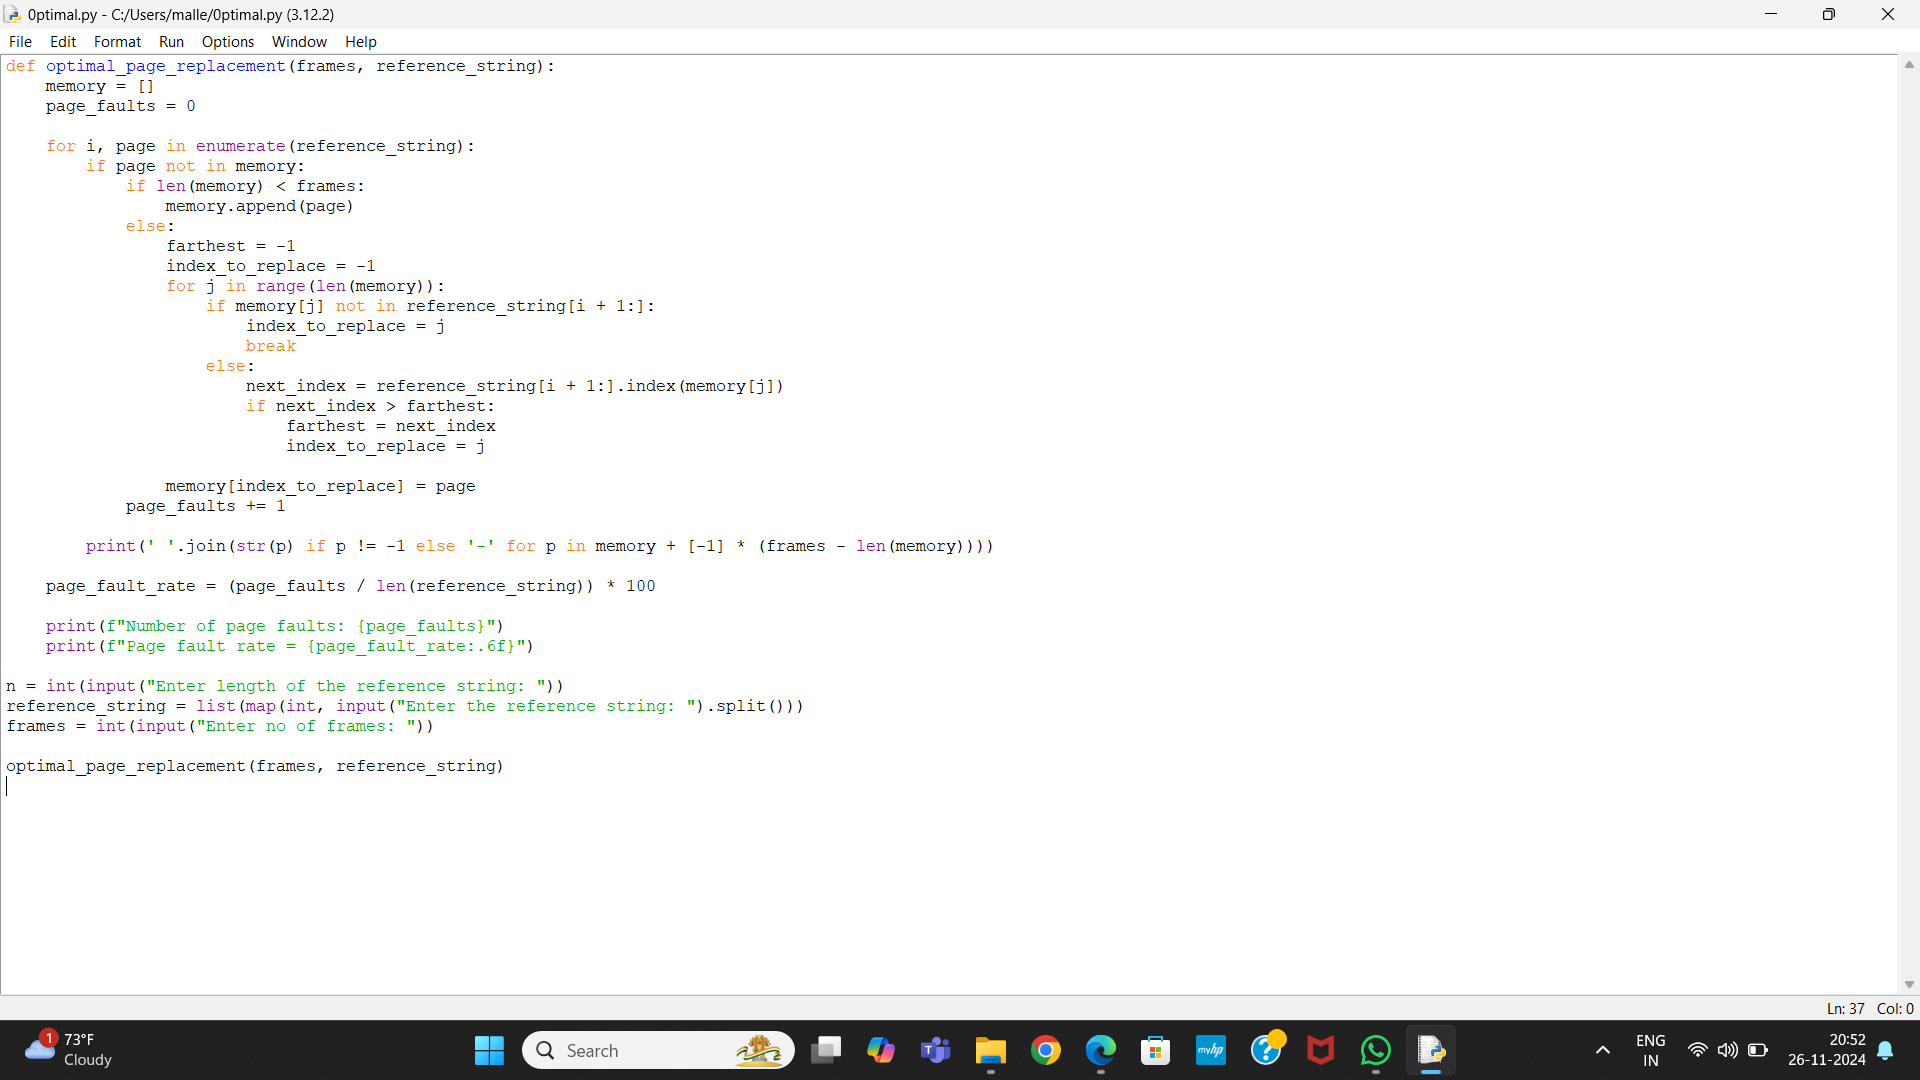 Optimal.py - C:/Users/malle/0ptimal.py (3.12.2)
File Edit Format Run Options Window Help
def optimal_page_replacement(frames, reference_string):
    memory = []
    page_faults = 0
    for i, page in enumerate(reference_string):
        if page not in memory:
            if len(memory) < frames:
                memory.append(page)
            else:
                farthest = -1
                index_to_replace = -1
                for j in range(len(memory)):
                    if memory[j] not in reference_string[i + 1:]:
                        index_to_replace = j
                        break
                    else:
                        next_index = reference_string[i + 1:].index(memory[j])
                        if next_index > farthest:
                            farthest = next_index
                            index_to_replace = j
                memory[index_to_replace] = page
            page_faults += 1
        print(' '.join(str(p) if p != -1 else '-' for p in memory + [-1] * (frames - len(memory))))
    page_fault_rate = (page_faults / len(reference_string)) * 100
    print(f"Number of page faults: {page_faults}")
    print(f"Page fault rate = {page_fault_rate:.6f}")
n = int(input("Enter length of the reference string: "))
reference_string = list(map(int, input("Enter the reference string: ").split()))
frames = int(input("Enter no of frames: "))
optimal_page_replacement(frames, reference_string)
Ln: 37 Col: 0
1
73°F
Cloudy
Search
myhp
ENG
IN
20:52
26-11-2024